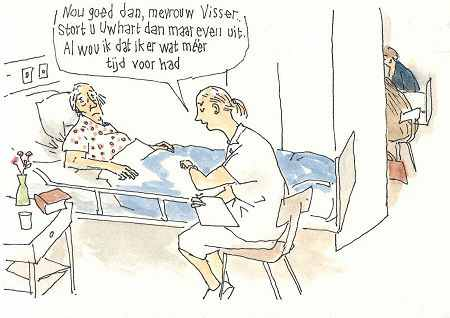 Nou goed dan, mevrouw Visser.
Stort u Uw hart dan maar even uit.
Al wou ik dat ik er wat méér
tijd voor had